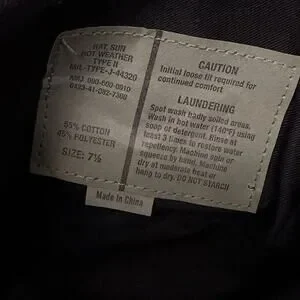 HAT, SUN
HOT WEATHER
TYPE II
MIL-TYPE-J-44320
55% COTTON
45% POLYESTER
SIZE: 7½
CAUTION
Initial loose fit required for
continued comfort.
LAUNDERING
Spot wash badly soiled areas.
Wash in hot water (140°F) using
soap or detergent. Rinse at
least 3 times to restore water
repellency. Machine spin or
squeeze by hand. Machine
dry at moderate heat or
hang to dry. DO NOT STARCH
Made in China